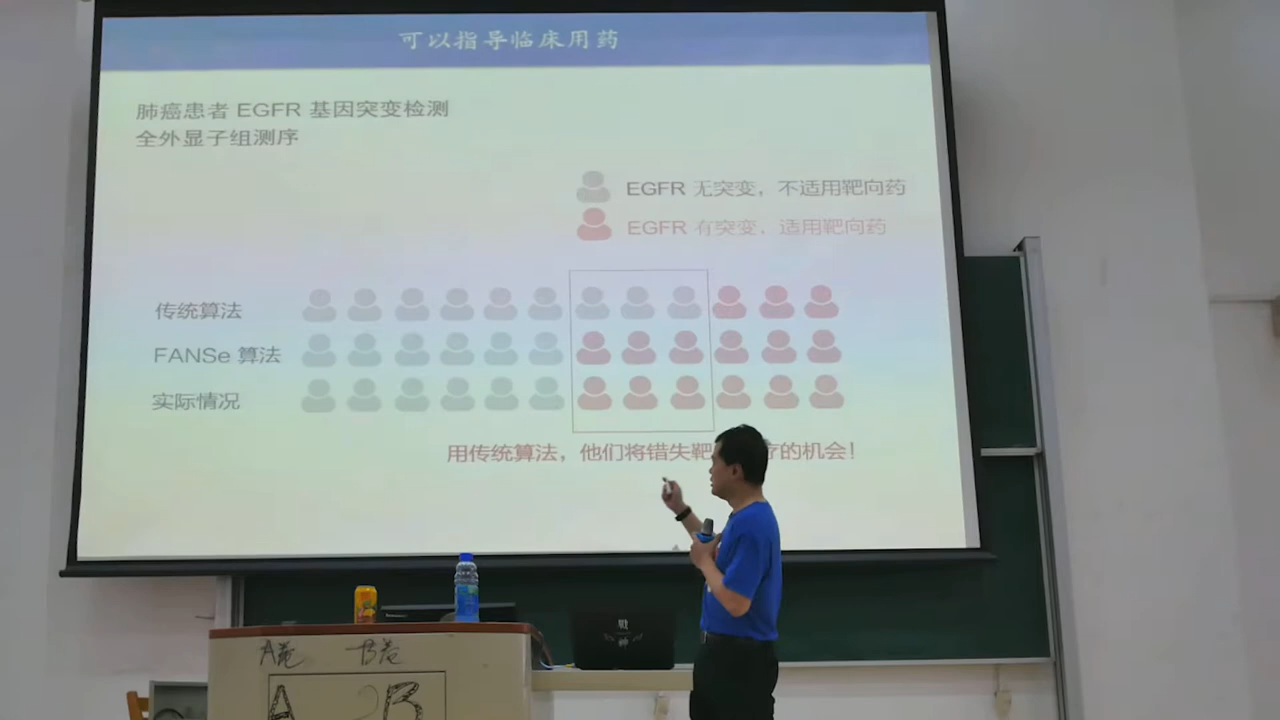 可以指导临床用药
肺癌患者 EGFR 基因突变检测
全外显子组测序
EGFR 无突变，不适用靶向药
EGFR 有突变，适用靶向药
传统算法
FANSe 算法
实际情况
用传统算法，他们将错失靶 疗的机会！
战
神
A卷 B卷
A B